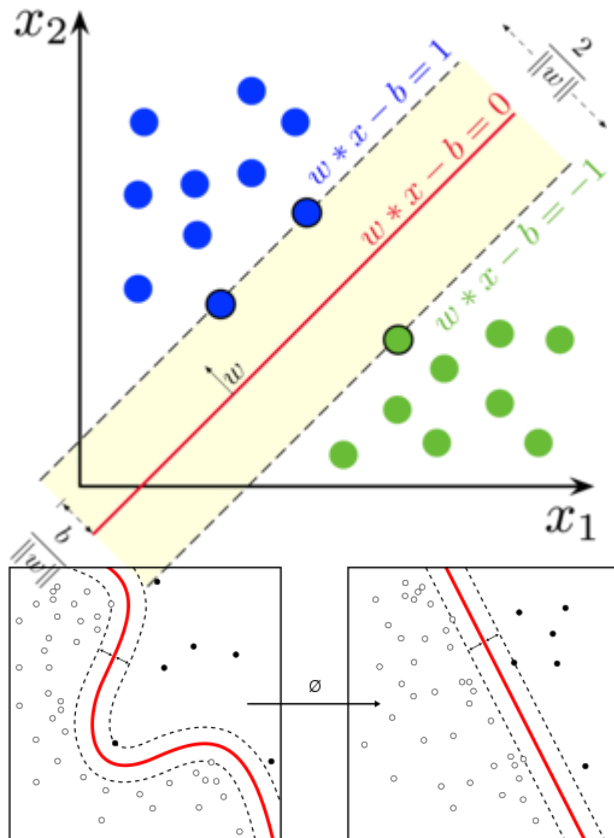 x₂
w * x − b = 1
2
‖w‖
w * x − b = 0
w * x − b = −1
w
b
‖w‖
x₁
Ø